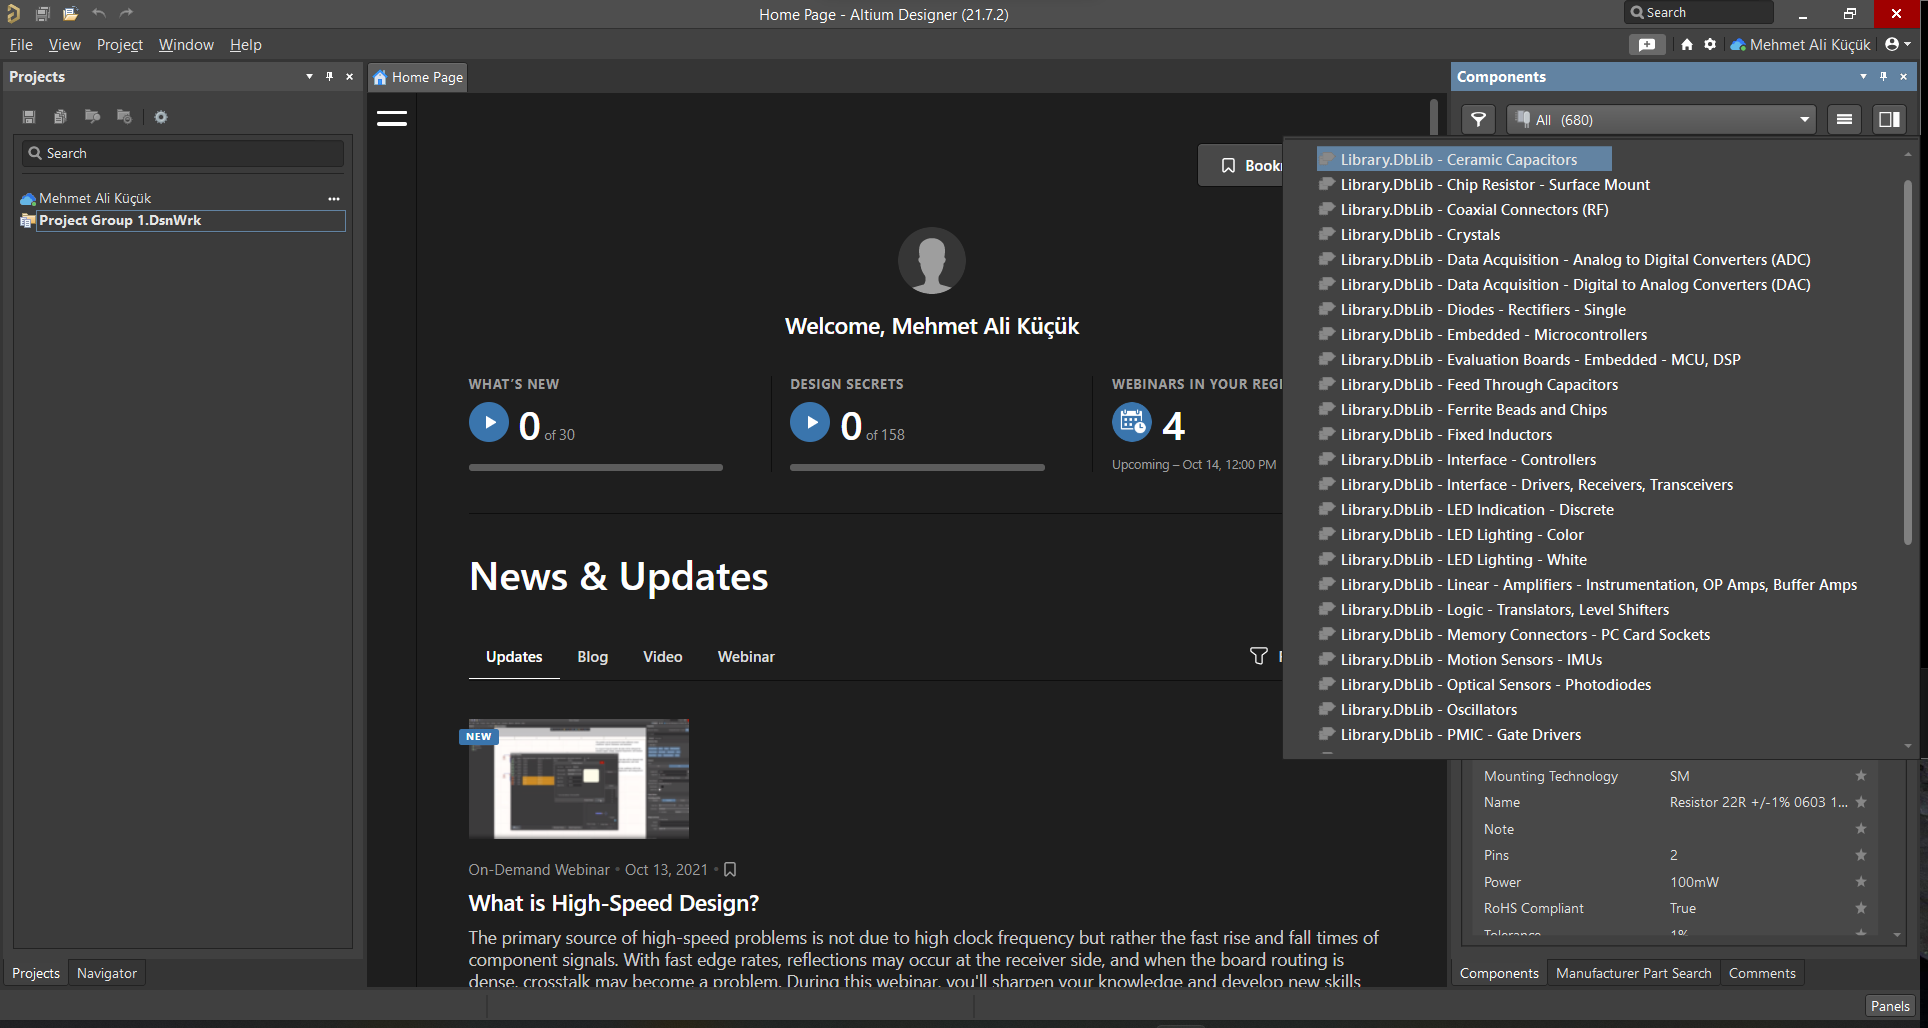 Home Page - Altium Designer (21.7.2)
Search
File View Project Window Help
Mehmet Ali Küçük
Projects
Home Page
Components
All (680)
Search
Mehmet Ali Küçük
Project Group 1.DsnWrk
Welcome, Mehmet Ali Küçük
WHAT'S NEW
0 of 30
DESIGN SECRETS
0 of 158
WEBINARS IN YOUR REGI
4
Upcoming – Oct 14, 12:00 PM
News & Updates
Updates Blog Video Webinar
NEW
On-Demand Webinar • Oct 13, 2021 •
What is High-Speed Design?
The primary source of high-speed problems is not due to high clock frequency but rather the fast rise and fall times of
component signals. With fast edge rates, reflections may occur at the receiver side, and when the board routing is
dense, crosstalk may become a problem. During this webinar, you'll sharpen your knowledge and develop new skills
Library.DbLib - Ceramic Capacitors
Library.DbLib - Chip Resistor - Surface Mount
Library.DbLib - Coaxial Connectors (RF)
Library.DbLib - Crystals
Library.DbLib - Data Acquisition - Analog to Digital Converters (ADC)
Library.DbLib - Data Acquisition - Digital to Analog Converters (DAC)
Library.DbLib - Diodes - Rectifiers - Single
Library.DbLib - Embedded - Microcontrollers
Library.DbLib - Evaluation Boards - Embedded - MCU, DSP
Library.DbLib - Feed Through Capacitors
Library.DbLib - Ferrite Beads and Chips
Library.DbLib - Fixed Inductors
Library.DbLib - Interface - Controllers
Library.DbLib - Interface - Drivers, Receivers, Transceivers
Library.DbLib - LED Indication - Discrete
Library.DbLib - LED Lighting - Color
Library.DbLib - LED Lighting - White
Library.DbLib - Linear - Amplifiers - Instrumentation, OP Amps, Buffer Amps
Library.DbLib - Logic - Translators, Level Shifters
Library.DbLib - Memory Connectors - PC Card Sockets
Library.DbLib - Motion Sensors - IMUs
Library.DbLib - Optical Sensors - Photodiodes
Library.DbLib - Oscillators
Library.DbLib - PMIC - Gate Drivers
Mounting Technology SM
Name Resistor 22R +/-1% 0603 1...
Note
Pins 2
Power 100mW
RoHS Compliant True
Tolerance 1%
Projects Navigator
Components Manufacturer Part Search Comments
Panels